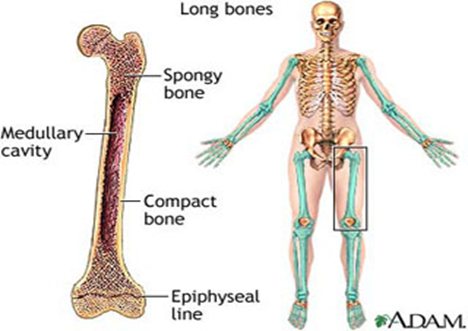 Long bones
Spongy
bone
Medullary
cavity
Compact
bone
Epiphyseal
line
ADAM.